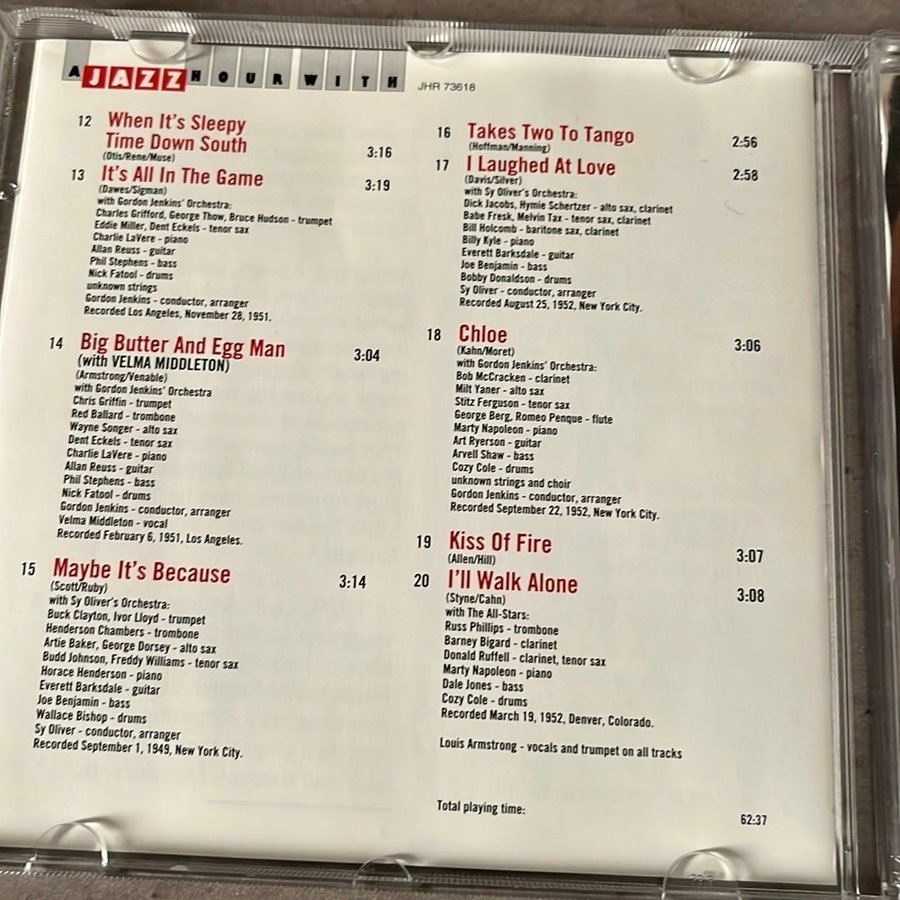 A JAZZ HOUR WITH
JHR 73618
12 When It's Sleepy
Time Down South 3:16
(Otis/Rene/Muse)
13 It's All In The Game 3:19
(Dawes/Sigman)
with Gordon Jenkins' Orchestra:
Charles Grifford, George Thow, Bruce Hudson - trumpet
Eddie Miller, Dent Eckels - tenor sax
Charlie LaVere - piano
Allan Reuss - guitar
Phil Stephens - bass
Nick Fatool - drums
unknown strings
Gordon Jenkins - conductor, arranger
Recorded Los Angeles, November 28, 1951.
14 Big Butter And Egg Man 3:04
(with VELMA MIDDLETON)
(Armstrong/Venable)
with Gordon Jenkins' Orchestra
Chris Griffin - trumpet
Red Ballard - trombone
Wayne Songer - alto sax
Dent Eckels - tenor sax
Charlie LaVere - piano
Allan Reuss - guitar
Phil Stephens - bass
Nick Fatool - drums
Gordon Jenkins - conductor, arranger
Velma Middleton - vocal
Recorded February 6, 1951, Los Angeles.
15 Maybe It's Because 3:14
(Scott/Ruby)
with Sy Oliver's Orchestra:
Buck Clayton, Ivor Lloyd - trumpet
Henderson Chambers - trombone
Artie Baker, George Dorsey - alto sax
Budd Johnson, Freddy Williams - tenor sax
Horace Henderson - piano
Everett Barksdale - guitar
Joe Benjamin - bass
Wallace Bishop - drums
Sy Oliver - conductor, arranger
Recorded September 1, 1949, New York City.
16 Takes Two To Tango 2:56
(Hoffman/Manning)
17 I Laughed At Love 2:58
(Davis/Silver)
with Sy Oliver's Orchestra:
Dick Jacobs, Hymie Schertzer - alto sax, clarinet
Babe Fresk, Melvin Tax - tenor sax, clarinet
Bill Holcomb - baritone sax, clarinet
Billy Kyle - piano
Everett Barksdale - guitar
Joe Benjamin - bass
Bobby Donaldson - drums
Sy Oliver - conductor, arranger
Recorded August 25, 1952, New York City.
18 Chloe 3:06
(Kahn/Moret)
with Gordon Jenkins' Orchestra:
Bob McCracken - clarinet
Milt Yaner - alto sax
Stitz Ferguson - tenor sax
George Berg, Romeo Penque - flute
Marty Napoleon - piano
Art Ryerson - guitar
Arvell Shaw - bass
Cozy Cole - drums
unknown strings and choir
Gordon Jenkins - conductor, arranger
Recorded September 22, 1952, New York City.
19 Kiss Of Fire 3:07
(Allen/Hill)
20 I'll Walk Alone 3:08
(Styne/Cahn)
with The All-Stars:
Russ Phillips - trombone
Barney Bigard - clarinet
Donald Ruffell - clarinet, tenor sax
Marty Napoleon - piano
Dale Jones - bass
Cozy Cole - drums
Recorded March 19, 1952, Denver, Colorado.
Louis Armstrong - vocals and trumpet on all tracks
Total playing time: 62:37